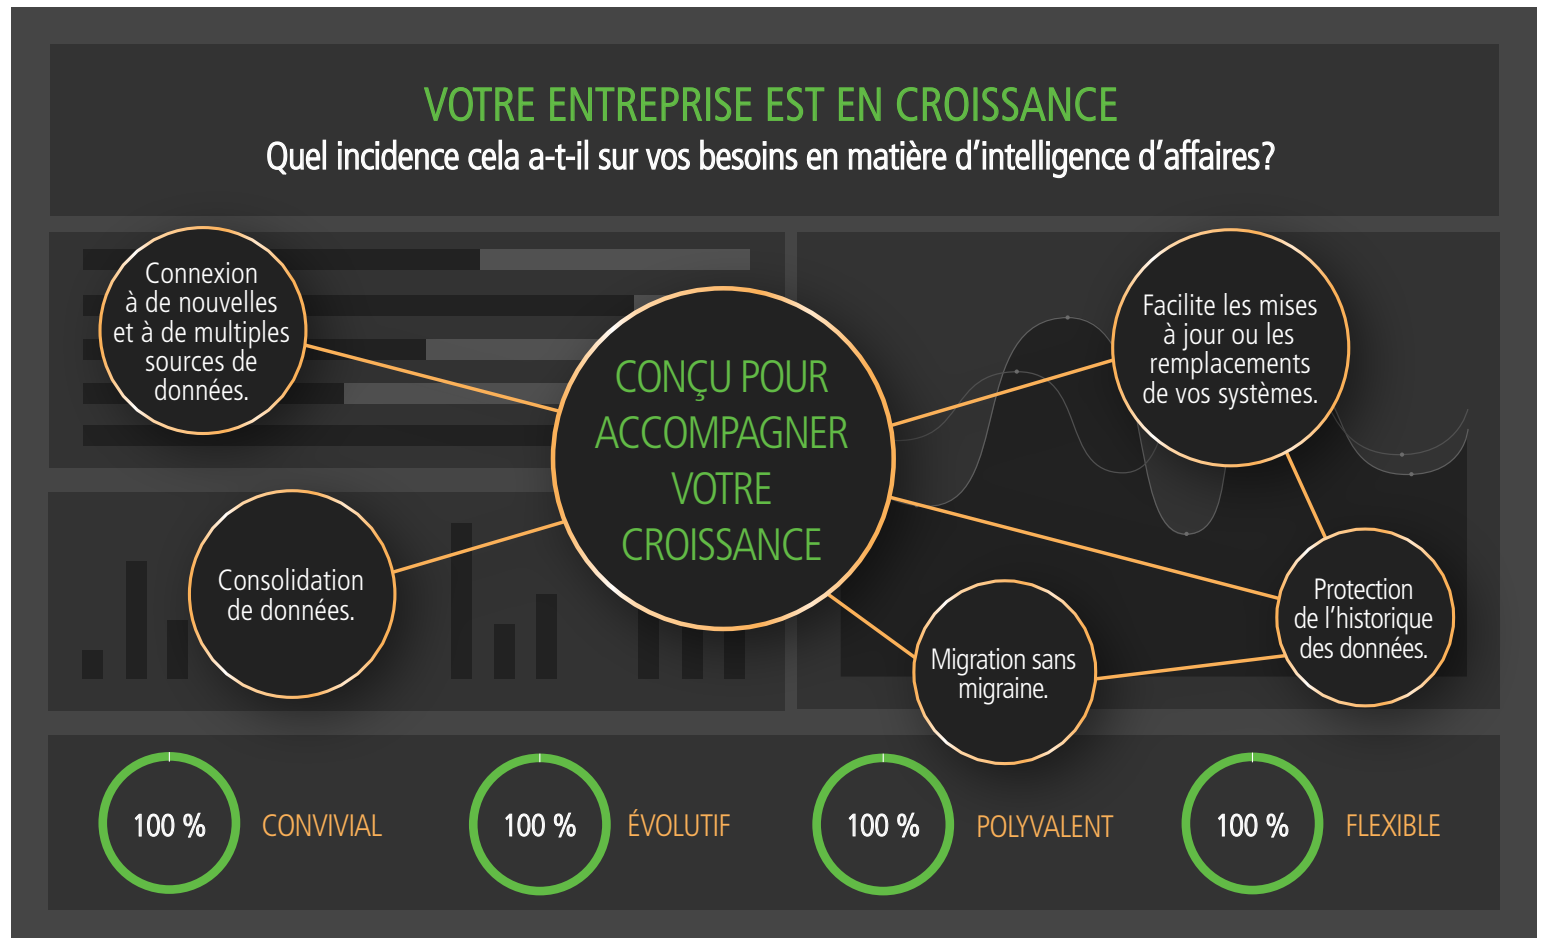 VOTRE ENTREPRISE EST EN CROISSANCE
Quel incidence cela a-t-il sur vos besoins en matière d’intelligence d’affaires?
Connexion
à de nouvelles
et à de multiples
sources de
données.
CONÇU POUR
ACCOMPAGNER
VOTRE
CROISSANCE
Facilite les mises
à jour ou les
remplacements
de vos systèmes.
Consolidation
de données.
Migration sans
migraine.
Protection
de l’historique
des données.
100 % CONVIVIAL
100 % ÉVOLUTIF
100 % POLYVALENT
100 % FLEXIBLE